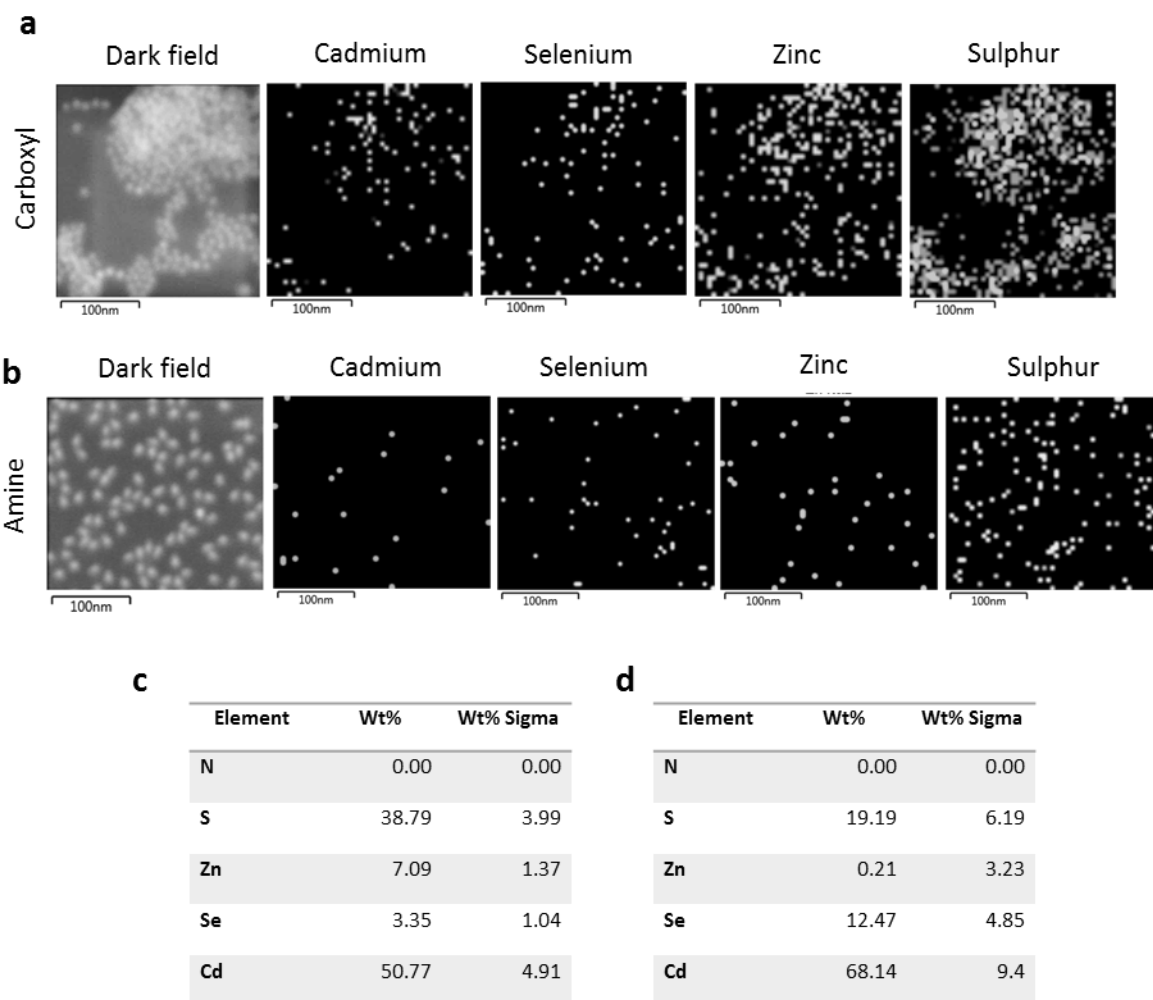 a
Dark field Cadmium Selenium Zinc Sulphur
Carboxyl
100nm 100nm 100nm 100nm 100nm
b
Dark field Cadmium Selenium Zinc Sulphur
Amine
100nm 100nm 100nm 100nm 100nm
c
Element Wt% Wt% Sigma
N 0.00 0.00
S 38.79 3.99
Zn 7.09 1.37
Se 3.35 1.04
Cd 50.77 4.91
d
Element Wt% Wt% Sigma
N 0.00 0.00
S 19.19 6.19
Zn 0.21 3.23
Se 12.47 4.85
Cd 68.14 9.4